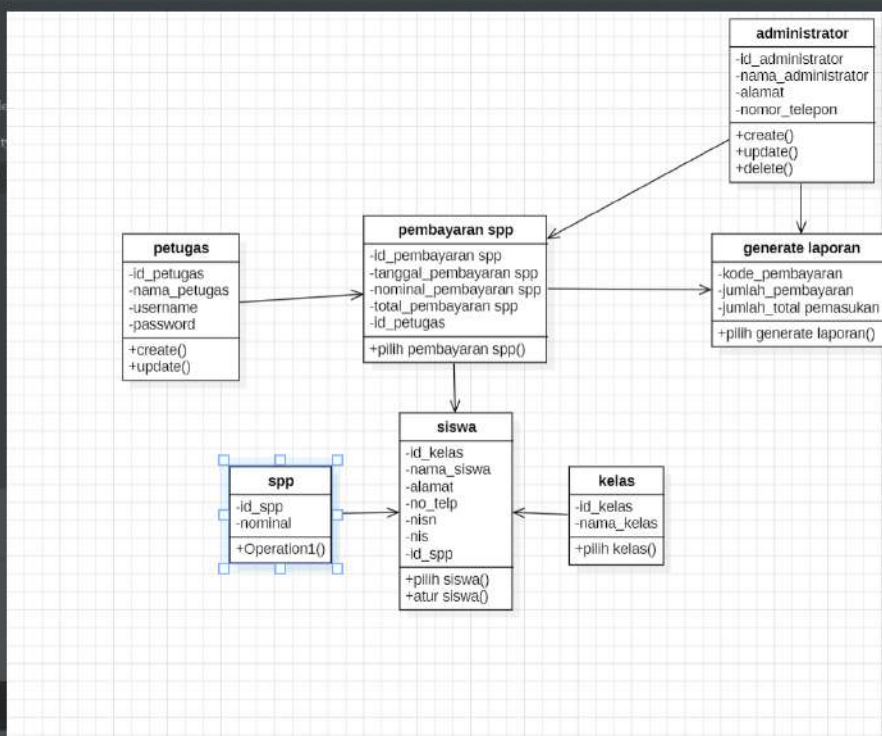 administrator
-id_administrator
-nama_administrator
-alamat
-nomor_telepon
+create()
+update()
+delete()
petugas
-id_petugas
-nama_petugas
-username
-password
+create()
+update()
pembayaran spp
-id_pembayaran spp
-tanggal_pembayaran spp
-nominal_pembayaran spp
-total_pembayaran spp
-id_petugas
+pilih pembayaran spp()
generate laporan
-kode_pembayaran
-jumlah_pembayaran
-jumlah_total pemasukan
+pilih generate laporan()
spp
-id_spp
-nominal
+Operation1()
siswa
-id_kelas
-nama_siswa
-alamat
-no_telp
-nisn
-nis
-id_spp
+pilih siswa()
+atur siswa()
kelas
-id_kelas
-nama_kelas
+pilih kelas()